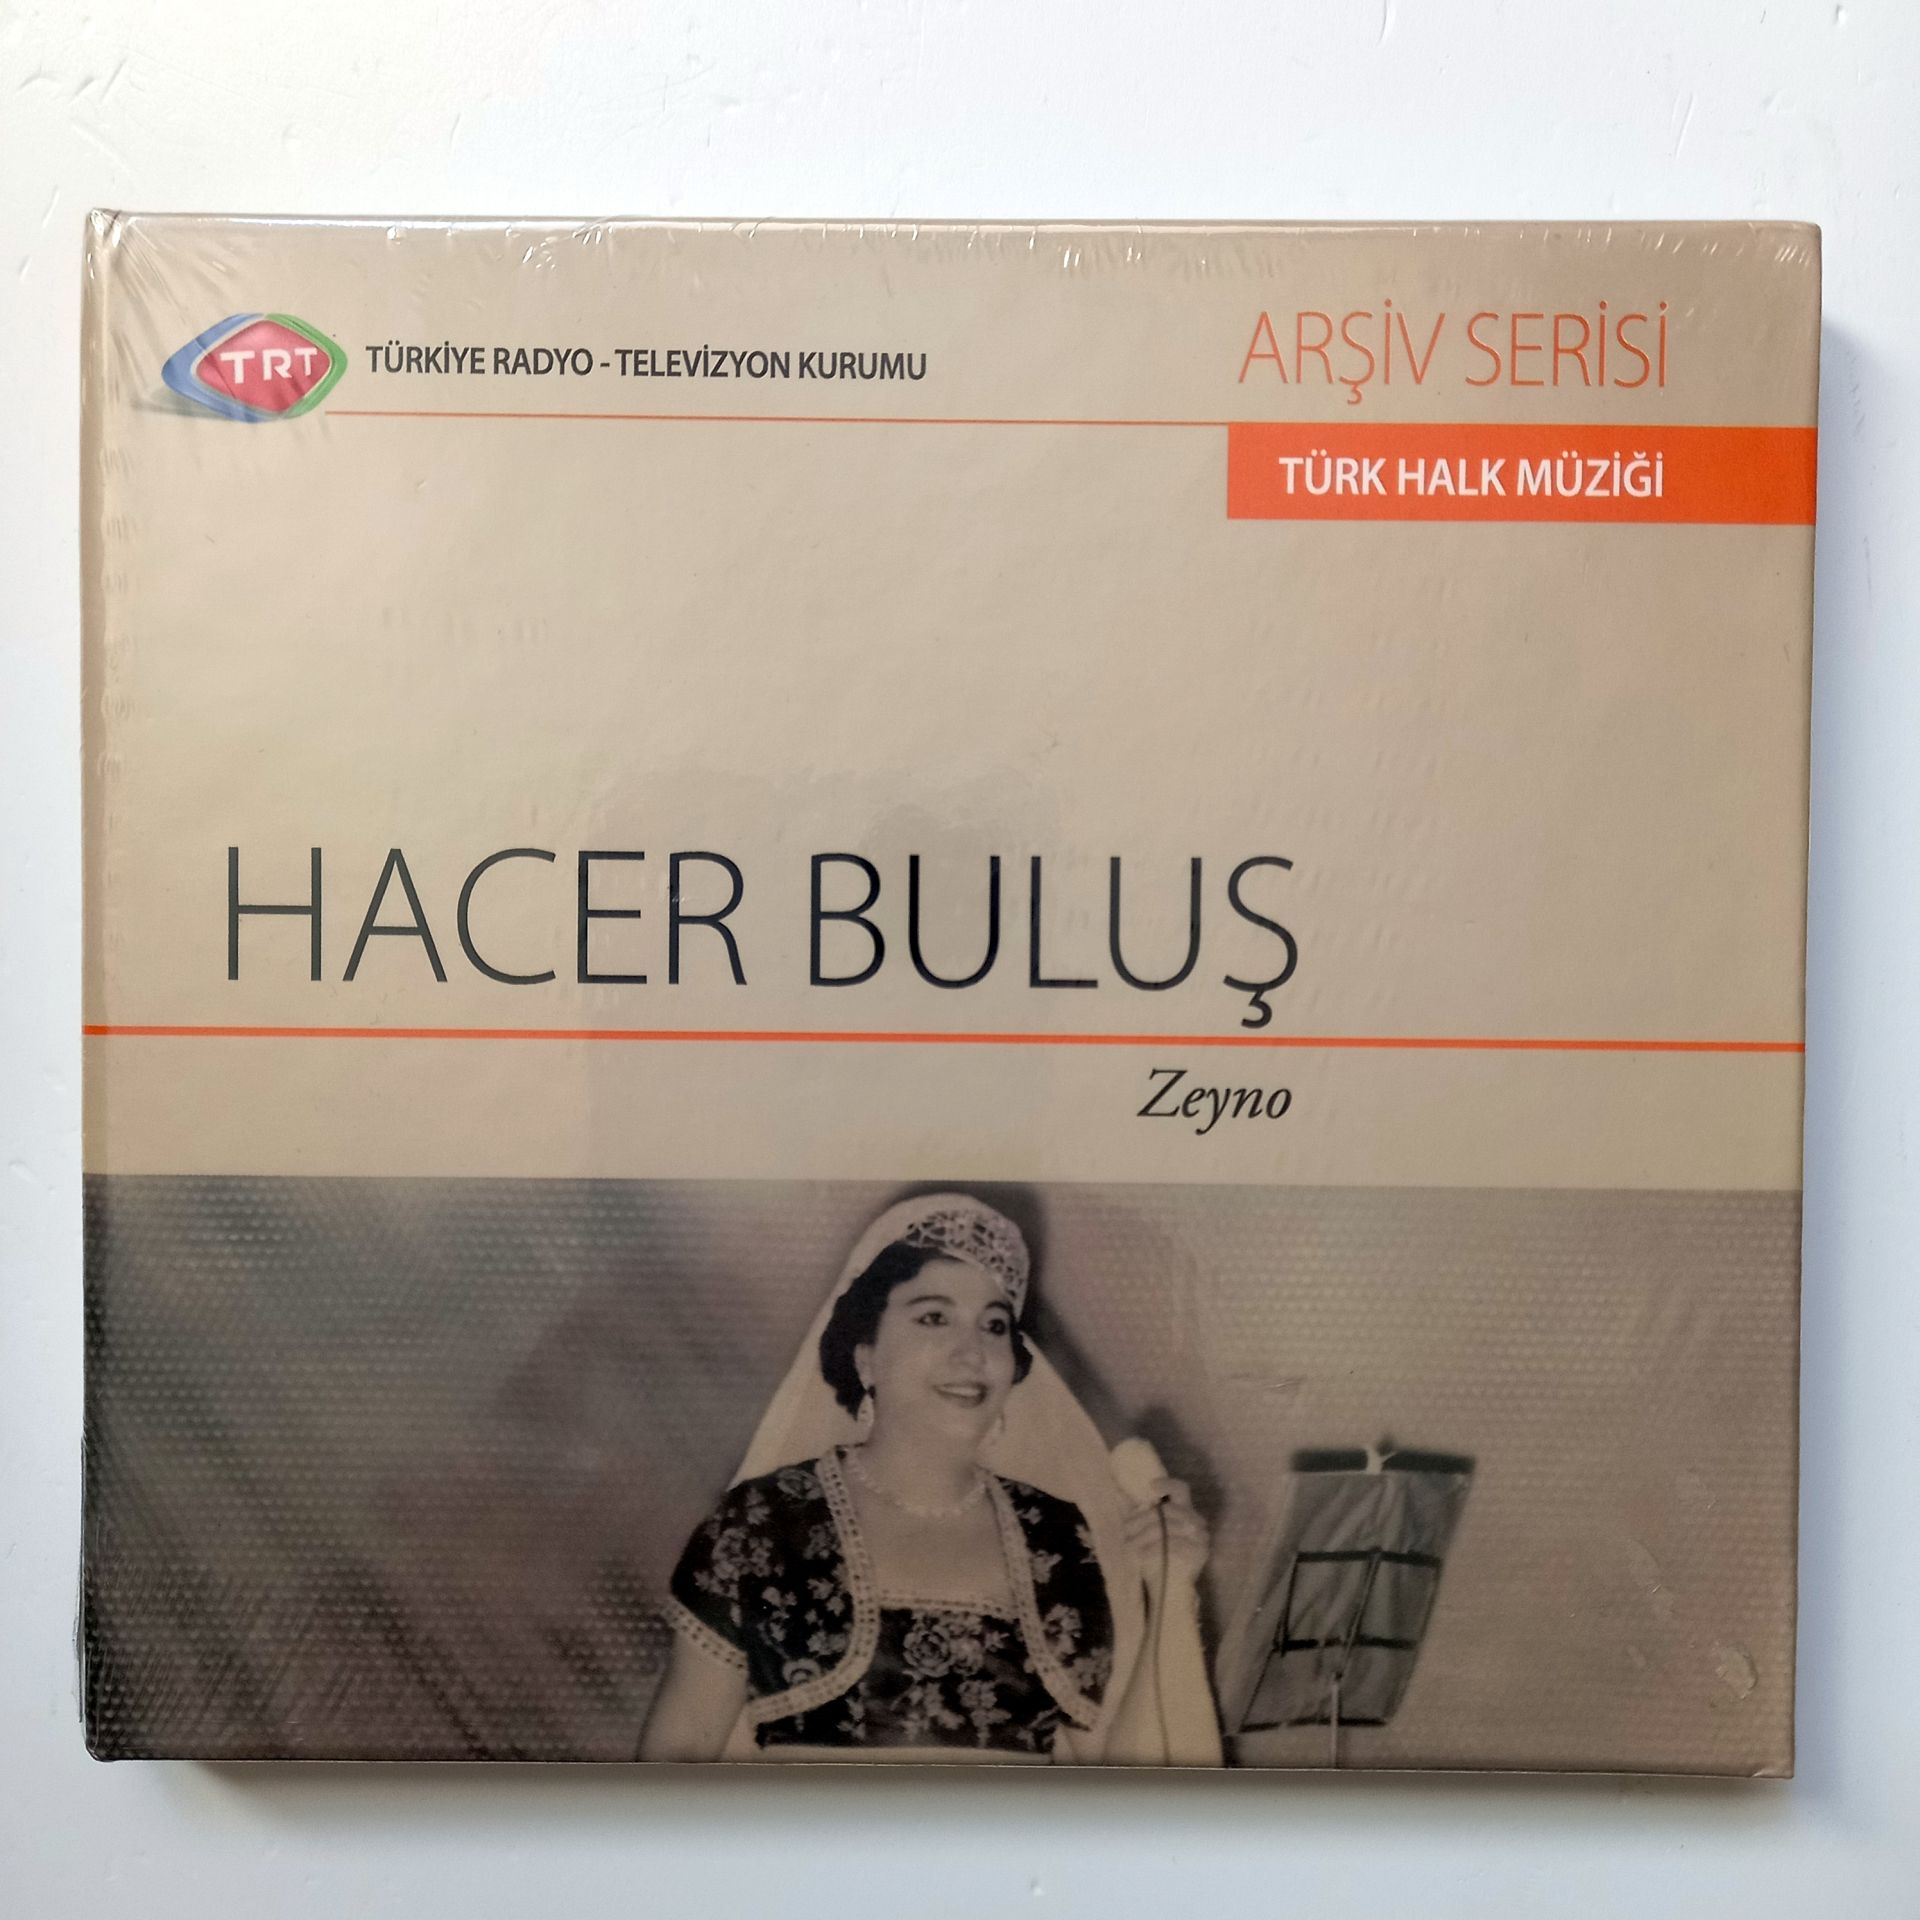 TRT
TÜRKİYE RADYO - TELEVİZYON KURUMU
ARŞİV SERİSİ
TÜRK HALK MÜZİĞİ
HACER BULUŞ
Zeyno